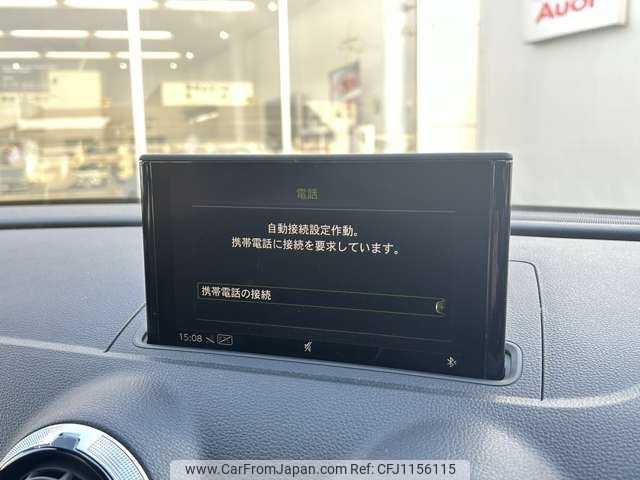 Audi
電話
自動接続設定作動。
携帯電話に接続を要求しています。
携帯電話の接続
15:08
www.CarFromJapan.com - CFJ1156115